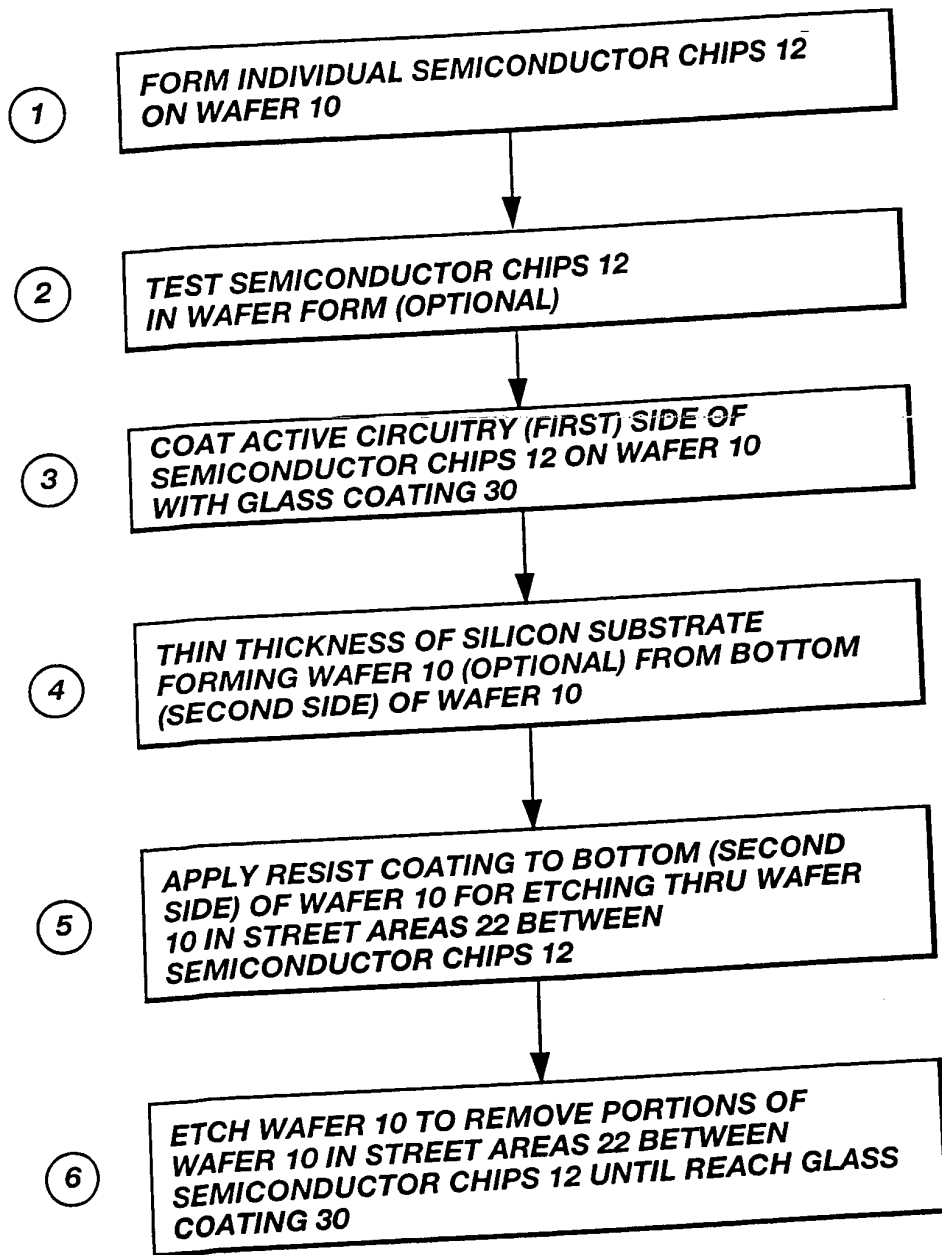 1
FORM INDIVIDUAL SEMICONDUCTOR CHIPS 12
ON WAFER 10
2
TEST SEMICONDUCTOR CHIPS 12
IN WAFER FORM (OPTIONAL)
3
COAT ACTIVE CIRCUITRY (FIRST) SIDE OF
SEMICONDUCTOR CHIPS 12 ON WAFER 10
WITH GLASS COATING 30
4
THIN THICKNESS OF SILICON SUBSTRATE
FORMING WAFER 10 (OPTIONAL) FROM BOTTOM
(SECOND SIDE) OF WAFER 10
5
APPLY RESIST COATING TO BOTTOM (SECOND
SIDE) OF WAFER 10 FOR ETCHING THRU WAFER
10 IN STREET AREAS 22 BETWEEN
SEMICONDUCTOR CHIPS 12
6
ETCH WAFER 10 TO REMOVE PORTIONS OF
WAFER 10 IN STREET AREAS 22 BETWEEN
SEMICONDUCTOR CHIPS 12 UNTIL REACH GLASS
COATING 30